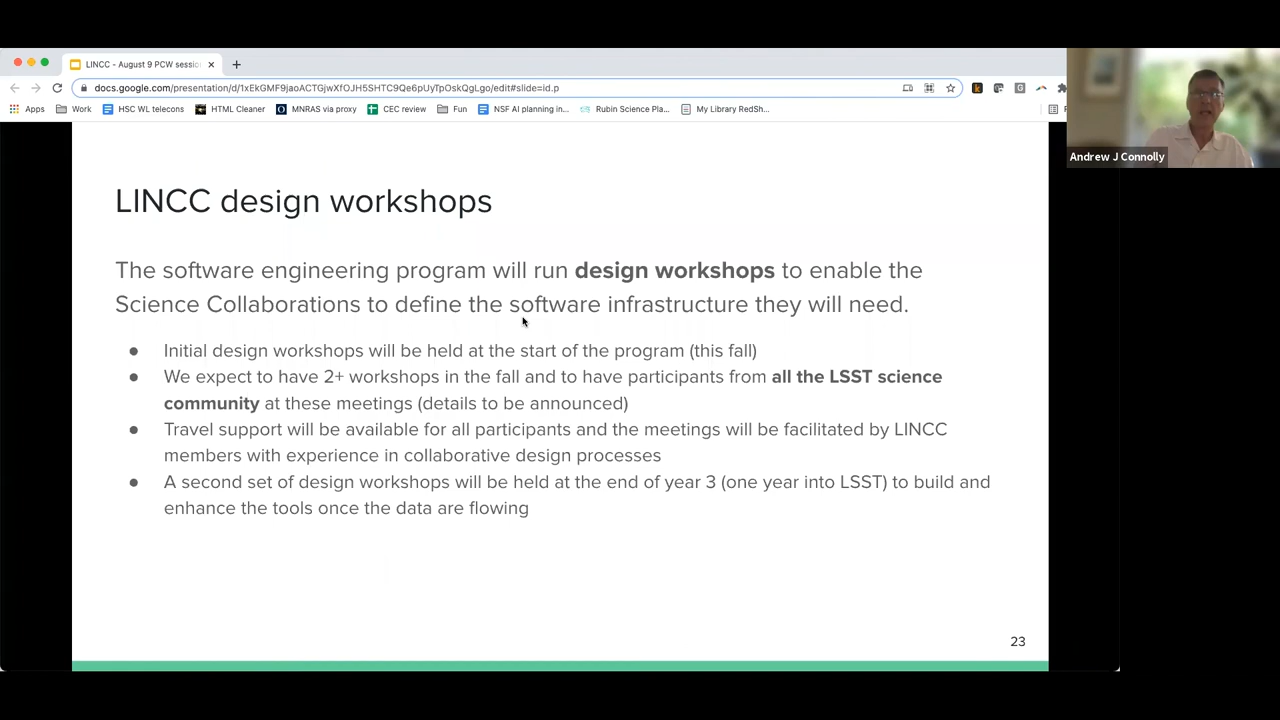 LINCC - August 9 PCW sessio
docs.google.com/presentation/d/1xEkGMF9jaoACTGjwXfOJH5SHTC9Qe6pUyTpOskQgLgo/edit#slide=id.p
Apps Work HSC WL telecons HTML Cleaner MNRAS via proxy CEC review Fun NSF AI planning in... Rubin Science Pla... My Library RedSh...
Andrew J Connolly
LINCC design workshops
The software engineering program will run design workshops to enable the
Science Collaborations to define the software infrastructure they will need.
● Initial design workshops will be held at the start of the program (this fall)
● We expect to have 2+ workshops in the fall and to have participants from all the LSST science
community at these meetings (details to be announced)
● Travel support will be available for all participants and the meetings will be facilitated by LINCC
members with experience in collaborative design processes
● A second set of design workshops will be held at the end of year 3 (one year into LSST) to build and
enhance the tools once the data are flowing
23